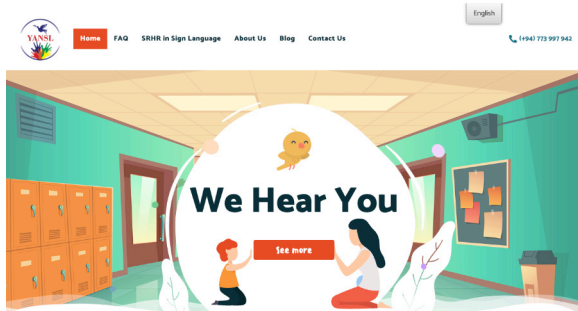 English
YANSL
Home FAQ SRHR in Sign Language About Us Blog Contact Us
(+94) 773 997 942
We Hear You
See more